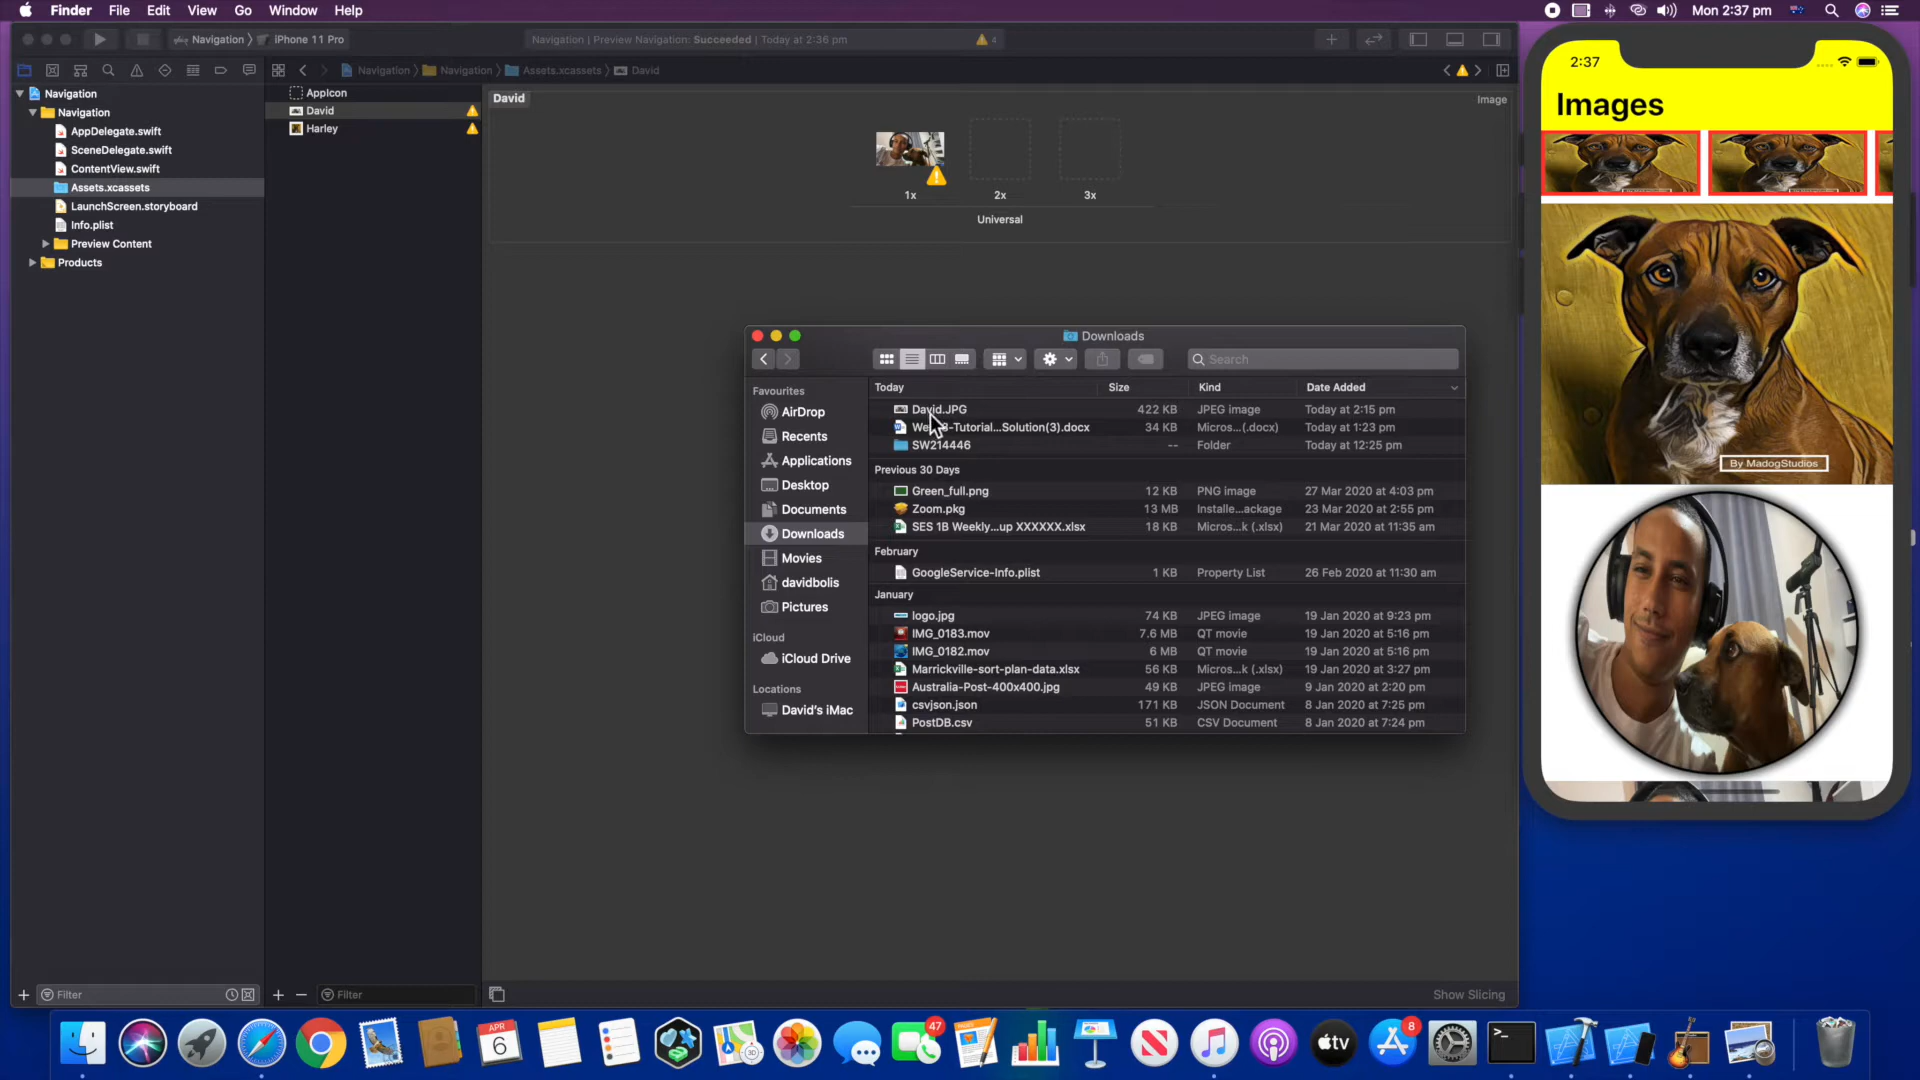 Finder File Edit View Go Window Help Mon 2:37 pm
Navigation iPhone 11 Pro Navigation | Preview Navigation: Succeeded | Today at 2:36 pm 4
Navigation Navigation Assets.xcassets David
Navigation
Navigation
AppDelegate.swift
SceneDelegate.swift
ContentView.swift
Assets.xcassets
LaunchScreen.storyboard
Info.plist
Preview Content
Products
AppIcon
David
Harley
David Image
1x 2x 3x
Universal
Downloads
Search
Favourites
AirDrop
Recents
Applications
Desktop
Documents
Downloads
Movies
davidbolis
Pictures
iCloud
iCloud Drive
Locations
David's iMac
Today Size Kind Date Added
David.JPG 422 KB JPEG image Today at 2:15 pm
-Tutorial...Solution(3).docx 34 KB Micros...(.docx) Today at 1:23 pm
SW214446 -- Folder Today at 12:25 pm
Previous 30 Days
Green_full.png 12 KB PNG image 27 Mar 2020 at 4:03 pm
Zoom.pkg 13 MB Installe...ackage 23 Mar 2020 at 2:55 pm
SES 1B Weekly...up XXXXXX.xlsx 18 KB Micros...k (.xlsx) 21 Mar 2020 at 11:35 am
February
GoogleService-Info.plist 1 KB Property List 26 Feb 2020 at 11:30 am
January
logo.jpg 74 KB JPEG image 19 Jan 2020 at 9:23 pm
IMG_0183.mov 7.6 MB QT movie 19 Jan 2020 at 5:16 pm
IMG_0182.mov 6 MB QT movie 19 Jan 2020 at 5:16 pm
Marrickville-sort-plan-data.xlsx 56 KB Micros...k (.xlsx) 19 Jan 2020 at 3:27 pm
Australia-Post-400x400.jpg 49 KB JPEG image 9 Jan 2020 at 2:20 pm
csvjson.json 171 KB JSON Document 8 Jan 2020 at 7:25 pm
PostDB.csv 51 KB CSV Document 8 Jan 2020 at 7:24 pm
2:37
Images
By MadogStudios
Filter
Filter
Show Slicing
APR
6
3D
47
PAGES
tv
8